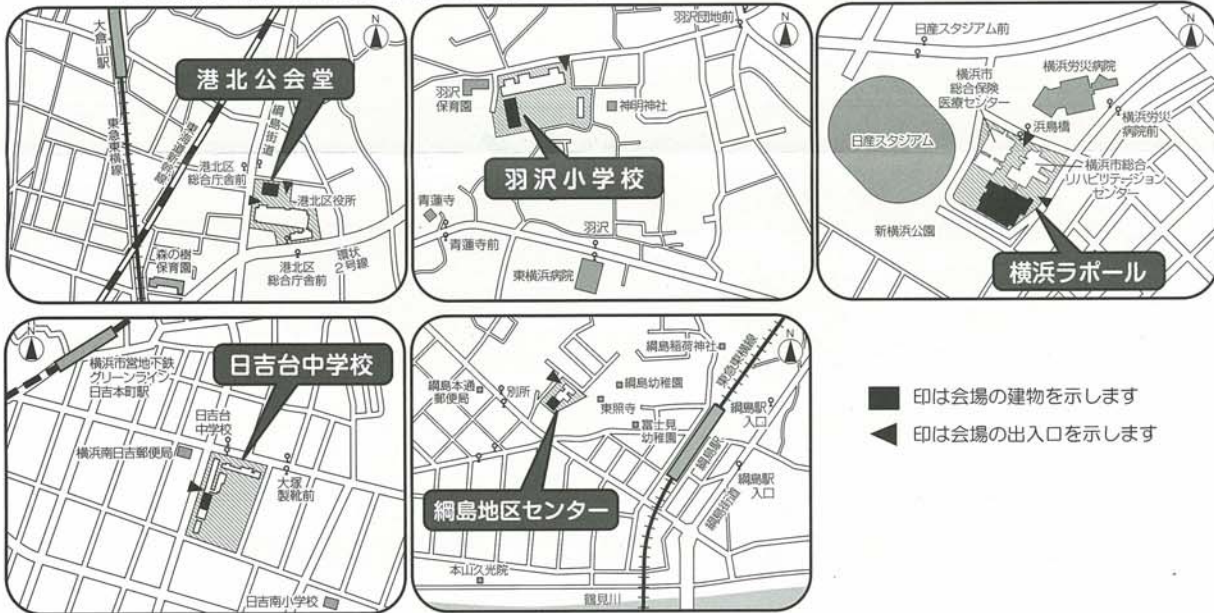 N
大倉山駅
港北公会堂
東急東横線
東急新横浜線
綱島街道
港北区
総合庁舎前
港北区役所
森の樹
保育園
港北区
総合庁舎前
環状
2号線
羽沢団地前
N
羽沢
保育園
神明神社
羽沢小学校
青蓮寺
青蓮寺前
羽沢
東横浜病院
日産スタジアム前
N
横浜市
総合保険
医療センター
横浜労災病院
日産スタジアム
浜鳥橋
横浜労災
病院前
横浜市総合
リハビリテーション
センター
新横浜公園
横浜ラポール
N
横浜市営地下鉄
グリーンライン
日吉本町駅
日吉台中学校
日吉台
中学校
横浜南日吉郵便局
大塚
製靴前
日吉南小学校
綱島稲荷神社
東急東横線
N
綱島本通
郵便局
別所
綱島幼稚園
東照寺
富士見
幼稚園
綱島駅
入口
綱島駅
綱島駅
入口
綱島街道
綱島地区センター
本山久光院
鶴見川
■ 印は会場の建物を示します
◀ 印は会場の出入口を示します